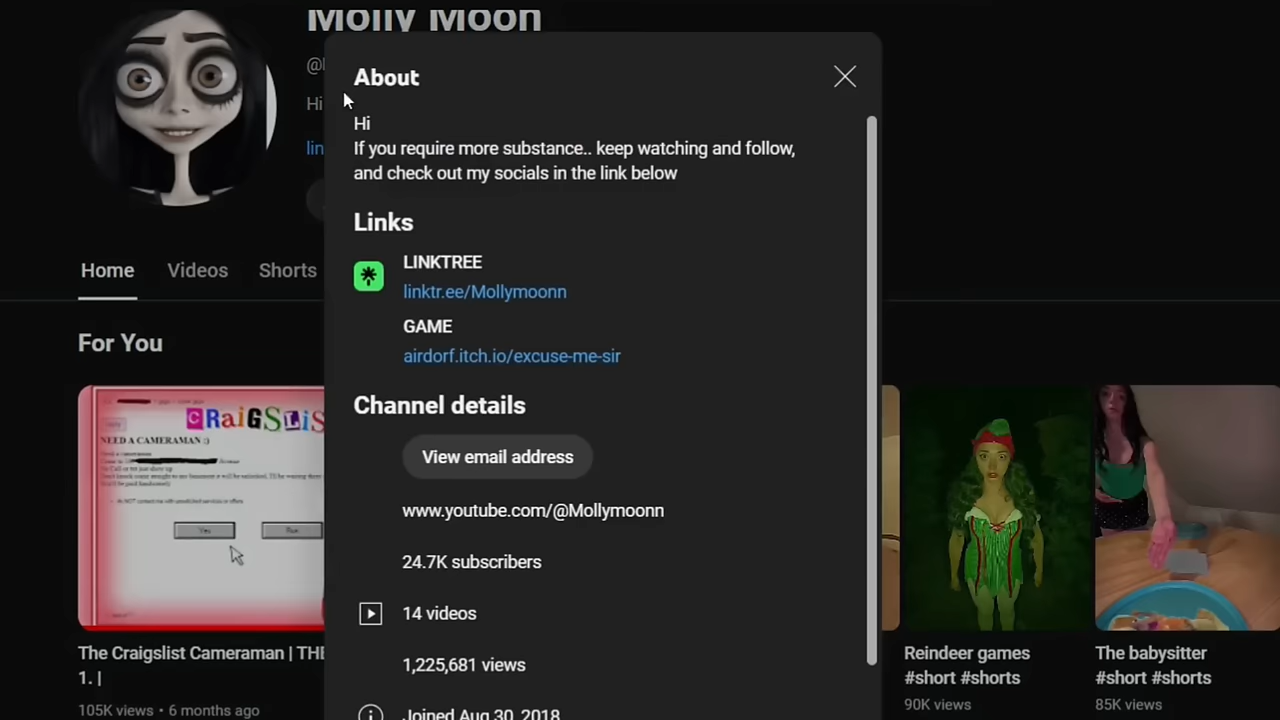 Molly Moon
About
@
Hi
Hi
If you require more substance.. keep watching and follow,
and check out my socials in the link below
lin
Links
LINKTREE
linktr.ee/Mollymoonn
GAME
airdorf.itch.io/excuse-me-sir
Home Videos Shorts
For You
Channel details
View email address
www.youtube.com/@Mollymoonn
24.7K subscribers
14 videos
1,225,681 views
Joined Aug 30, 2018
CRaigSLiS
NEED A CAMERAMAN :)
Yes
The Craigslist Cameraman | THE
1. |
105K views • 6 months ago
Reindeer games
#short #shorts
90K views
The babysitter
#short #shorts
85K views